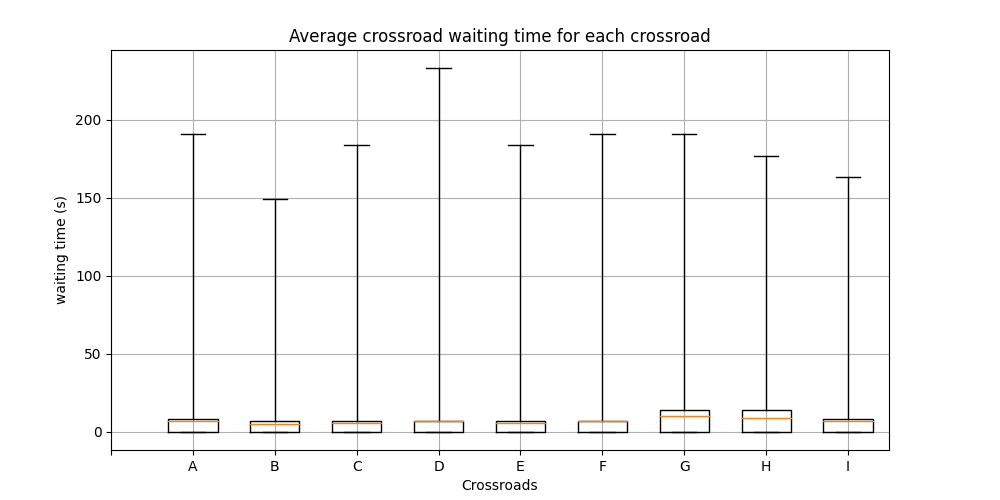 Average crossroad waiting time for each crossroad
200
150
100
50
0
waiting time (s)
A B C D E F G H I
Crossroads